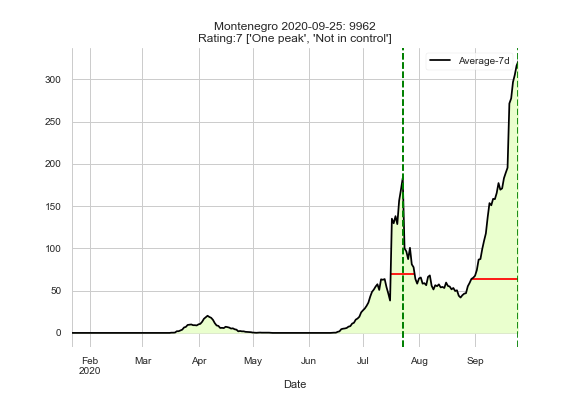 Montenegro 2020-09-25: 9962
Rating:7 ['One peak', 'Not in control']
Average-7d
300
250
200
150
100
50
0
Feb
2020
Mar
Apr
May
Jun
Jul
Aug
Sep
Date